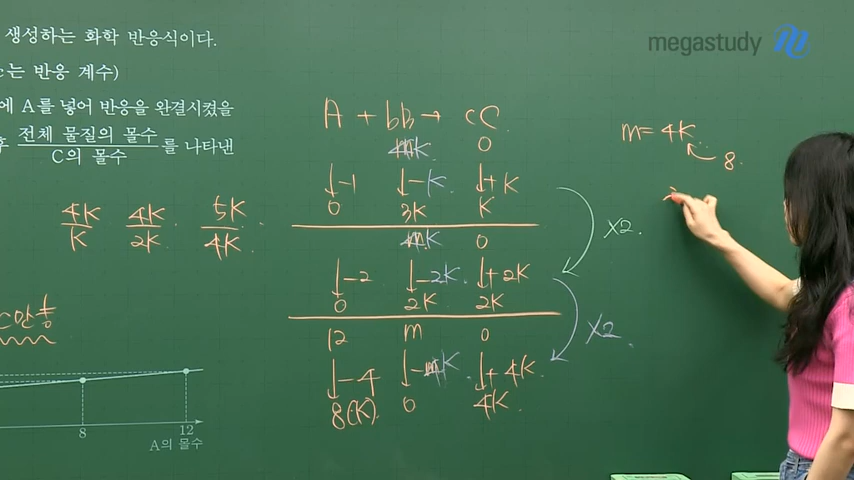 생성하는 화학 반응식이다.
c는 반응 계수)
에 A를 넣어 반응을 완결시켰을
전체 물질의 몰수
C의 몰수
를 나타낸
megastudy
A + bB → cC
4K 0
↓-1 ↓-K ↓+K
0 3K K
4K/K 4K/2K 5K/4K
4K 0
↓-2 ↓-2K ↓+2K
0 2K 2K
12 m 0
↓-4 ↓-4K ↓+4K
8(K) 0 4K
×2.
×2.
m = 4K
8.
C만 홍
8 12
A의 몰수